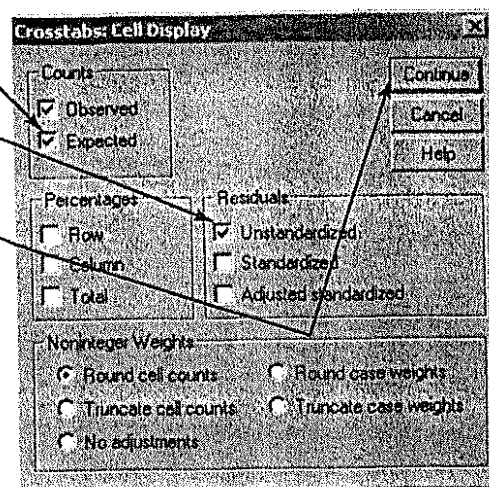 Crosstabs: Cell Display
Counts
Observed
Expected
Continue
Cancel
Help
Percentages
Row
Column
Total
Residuals
Unstandardized
Standardized
Adjusted standardized
Noninteger Weights
Round cell counts
Round case weights
Truncate cell counts
Truncate case weights
No adjustments